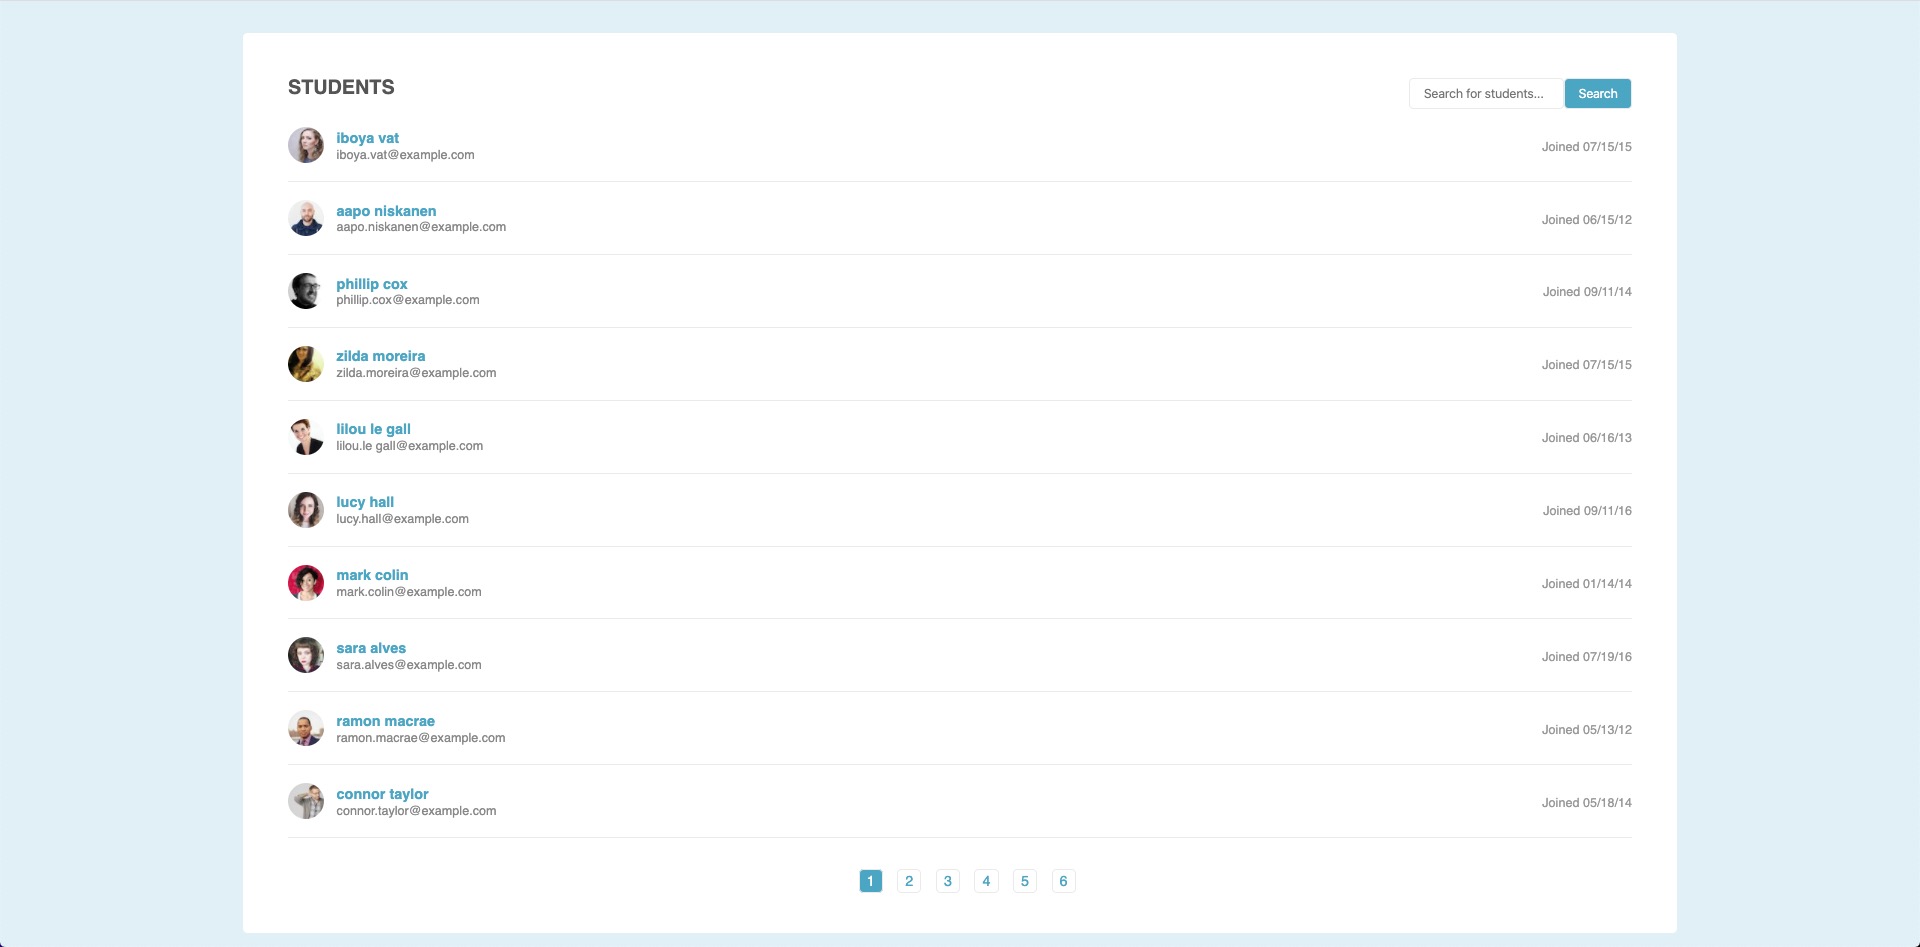 STUDENTS
Search for students... Search
iboya vat
iboya.vat@example.com
Joined 07/15/15
aapo niskanen
aapo.niskanen@example.com
Joined 06/15/12
phillip cox
phillip.cox@example.com
Joined 09/11/14
zilda moreira
zilda.moreira@example.com
Joined 07/15/15
lilou le gall
lilou.le gall@example.com
Joined 06/16/13
lucy hall
lucy.hall@example.com
Joined 09/11/16
mark colin
mark.colin@example.com
Joined 01/14/14
sara alves
sara.alves@example.com
Joined 07/19/16
ramon macrae
ramon.macrae@example.com
Joined 05/13/12
connor taylor
connor.taylor@example.com
Joined 05/18/14
1 2 3 4 5 6